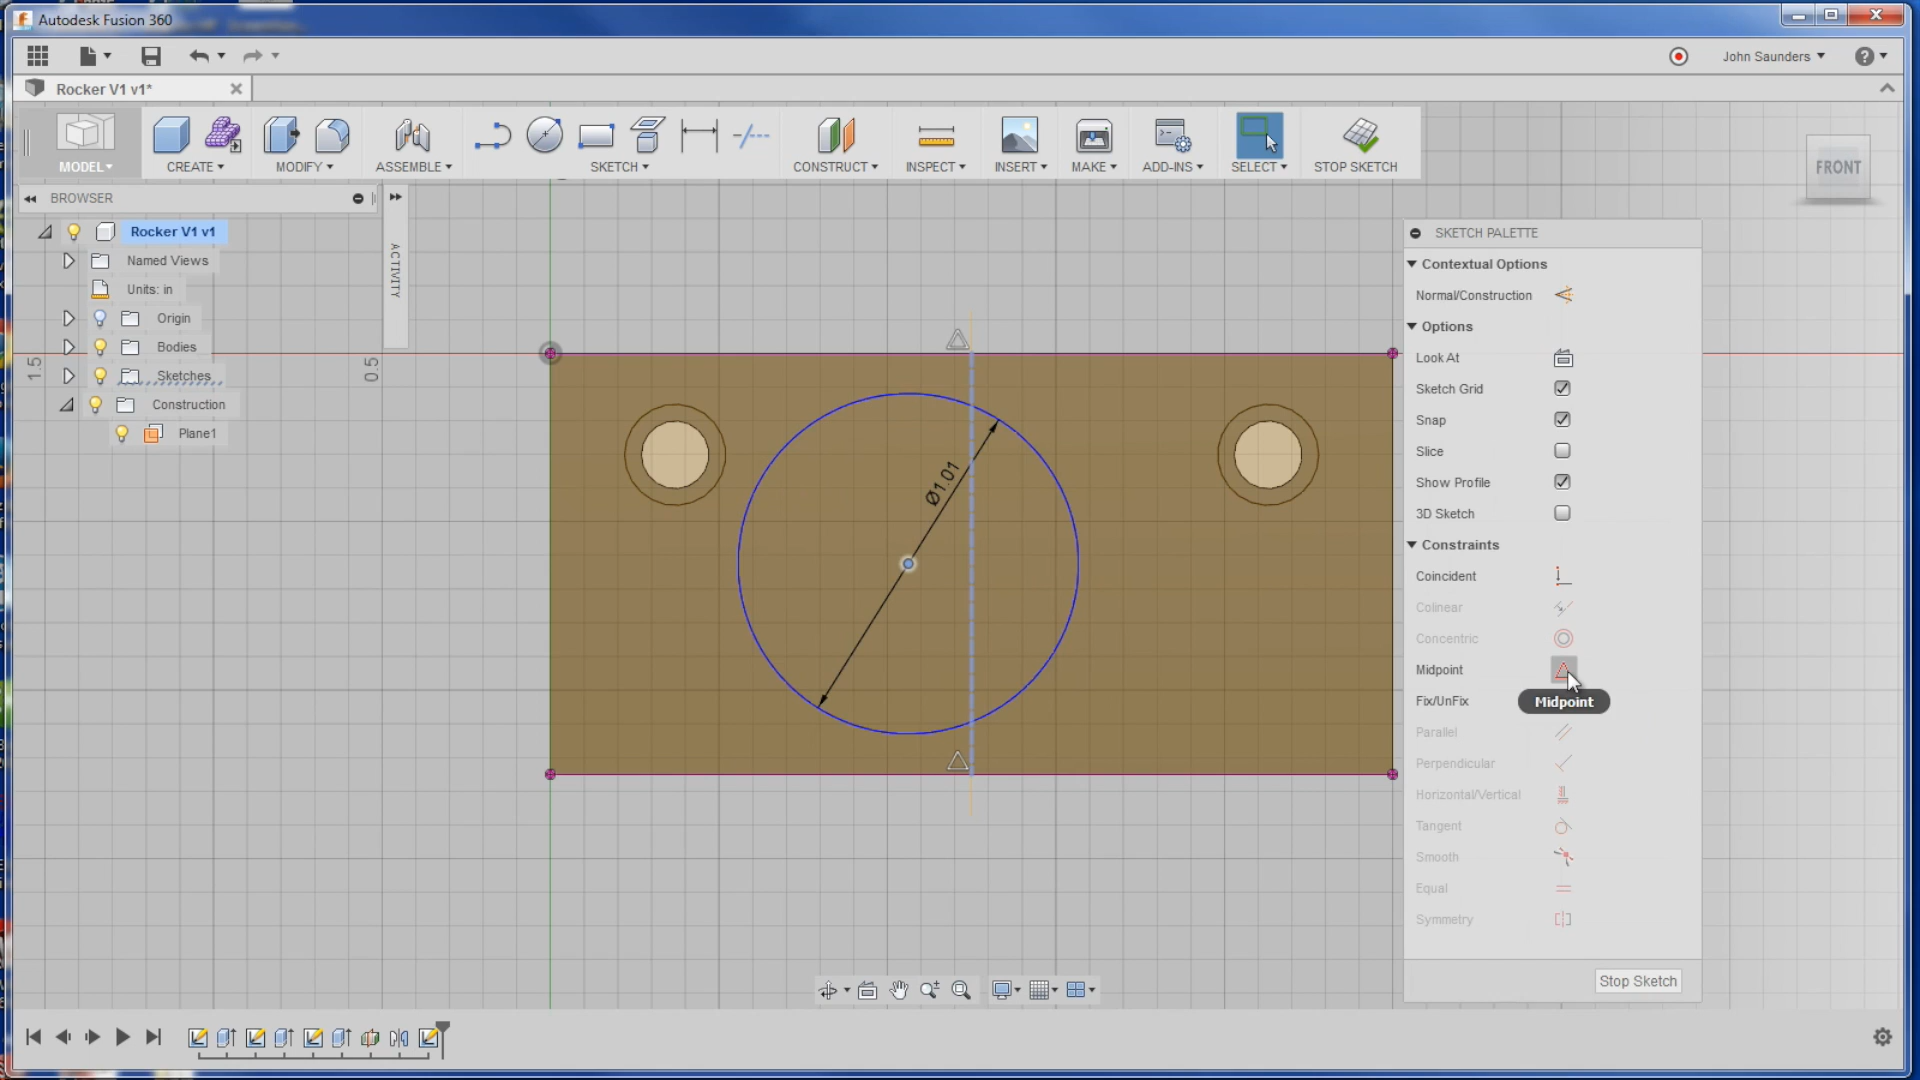 Autodesk Fusion 360
John Saunders
Rocker V1 v1*
MODEL
CREATE
MODIFY
ASSEMBLE
SKETCH
CONSTRUCT
INSPECT
INSERT
MAKE
ADD-INS
SELECT
STOP SKETCH
FRONT
BROWSER
ACTIVITY
Rocker V1 v1
Named Views
Units: in
Origin
Bodies
Sketches
Construction
Plane1
1.5
0.5
Ø1.01
SKETCH PALETTE
Contextual Options
Normal/Construction
Options
Look At
Sketch Grid
Snap
Slice
Show Profile
3D Sketch
Constraints
Coincident
Colinear
Concentric
Midpoint
Fix/UnFix
Midpoint
Parallel
Perpendicular
Horizontal/Vertical
Tangent
Smooth
Equal
Symmetry
Stop Sketch